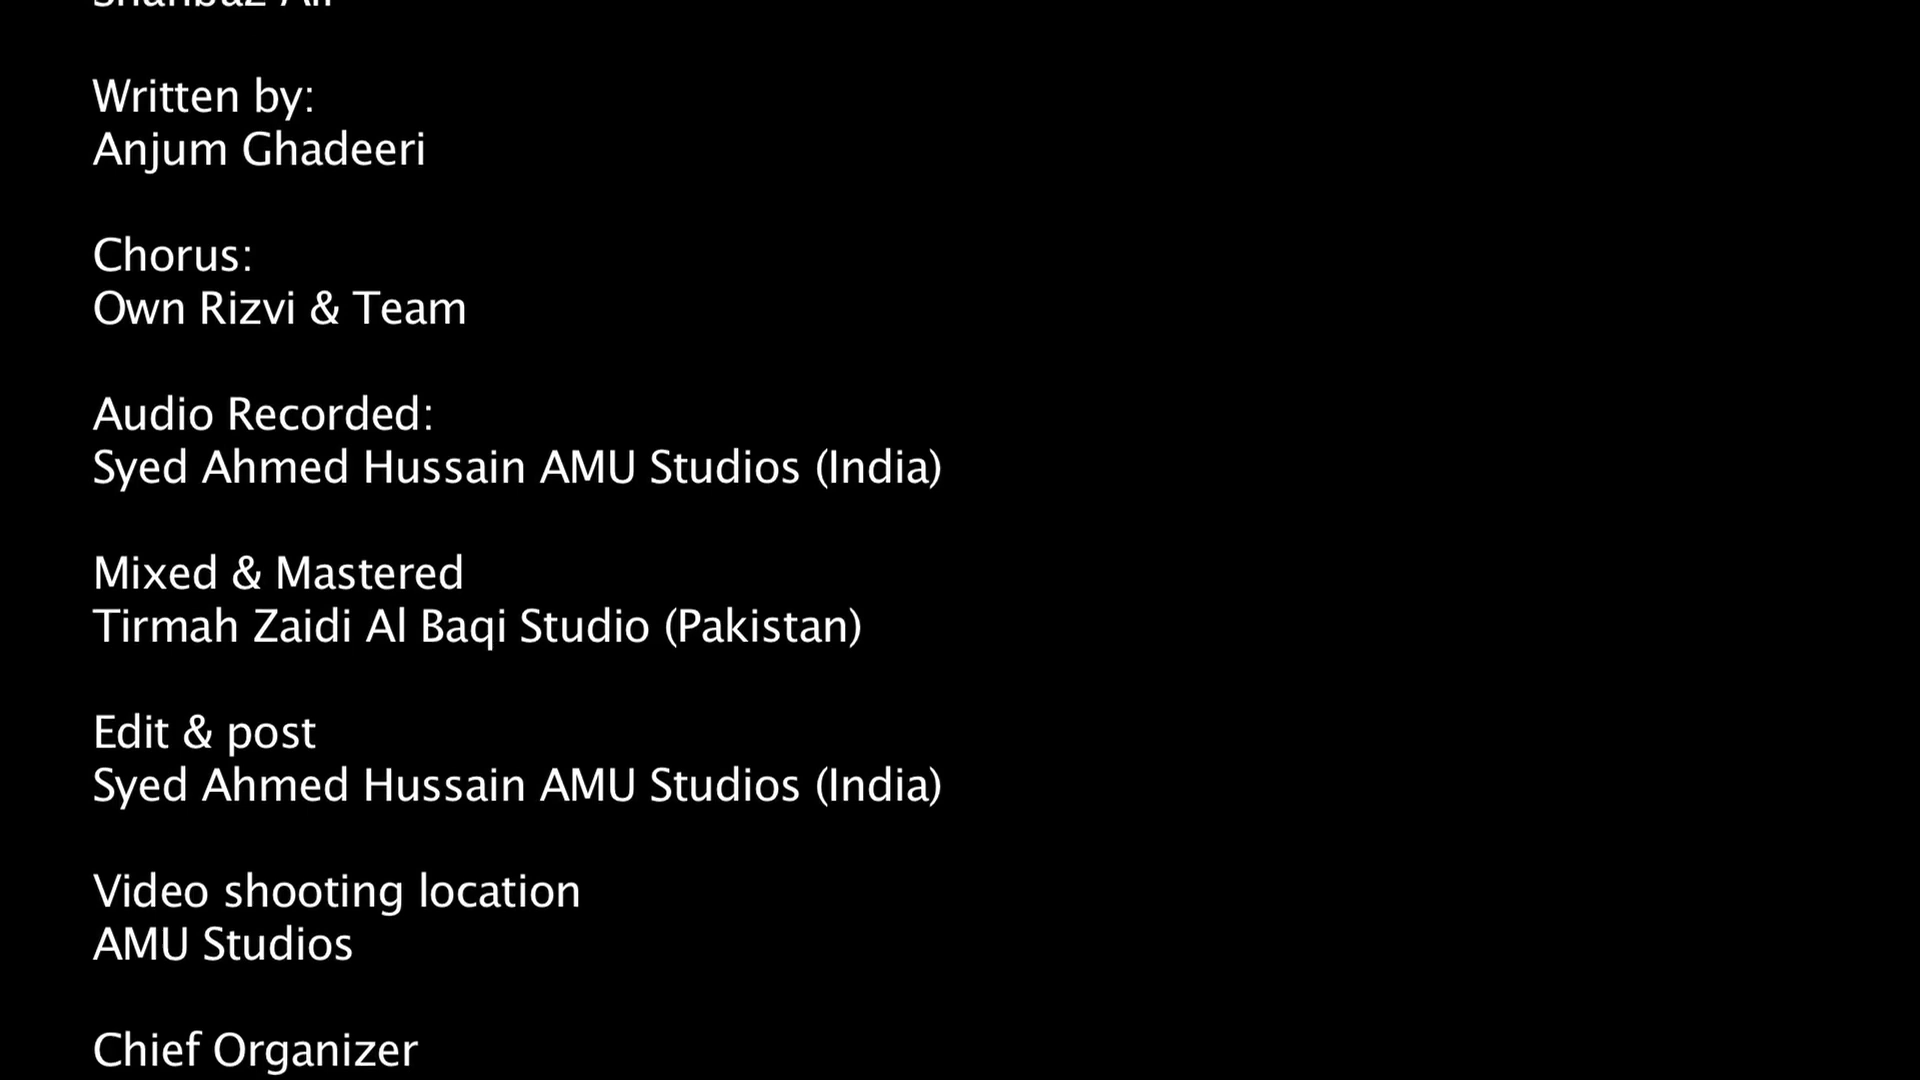 Shahbaz Ali
Written by:
Anjum Ghadeeri
Chorus:
Own Rizvi & Team
Audio Recorded:
Syed Ahmed Hussain AMU Studios (India)
Mixed & Mastered
Tirmah Zaidi Al Baqi Studio (Pakistan)
Edit & post
Syed Ahmed Hussain AMU Studios (India)
Video shooting location
AMU Studios
Chief Organizer